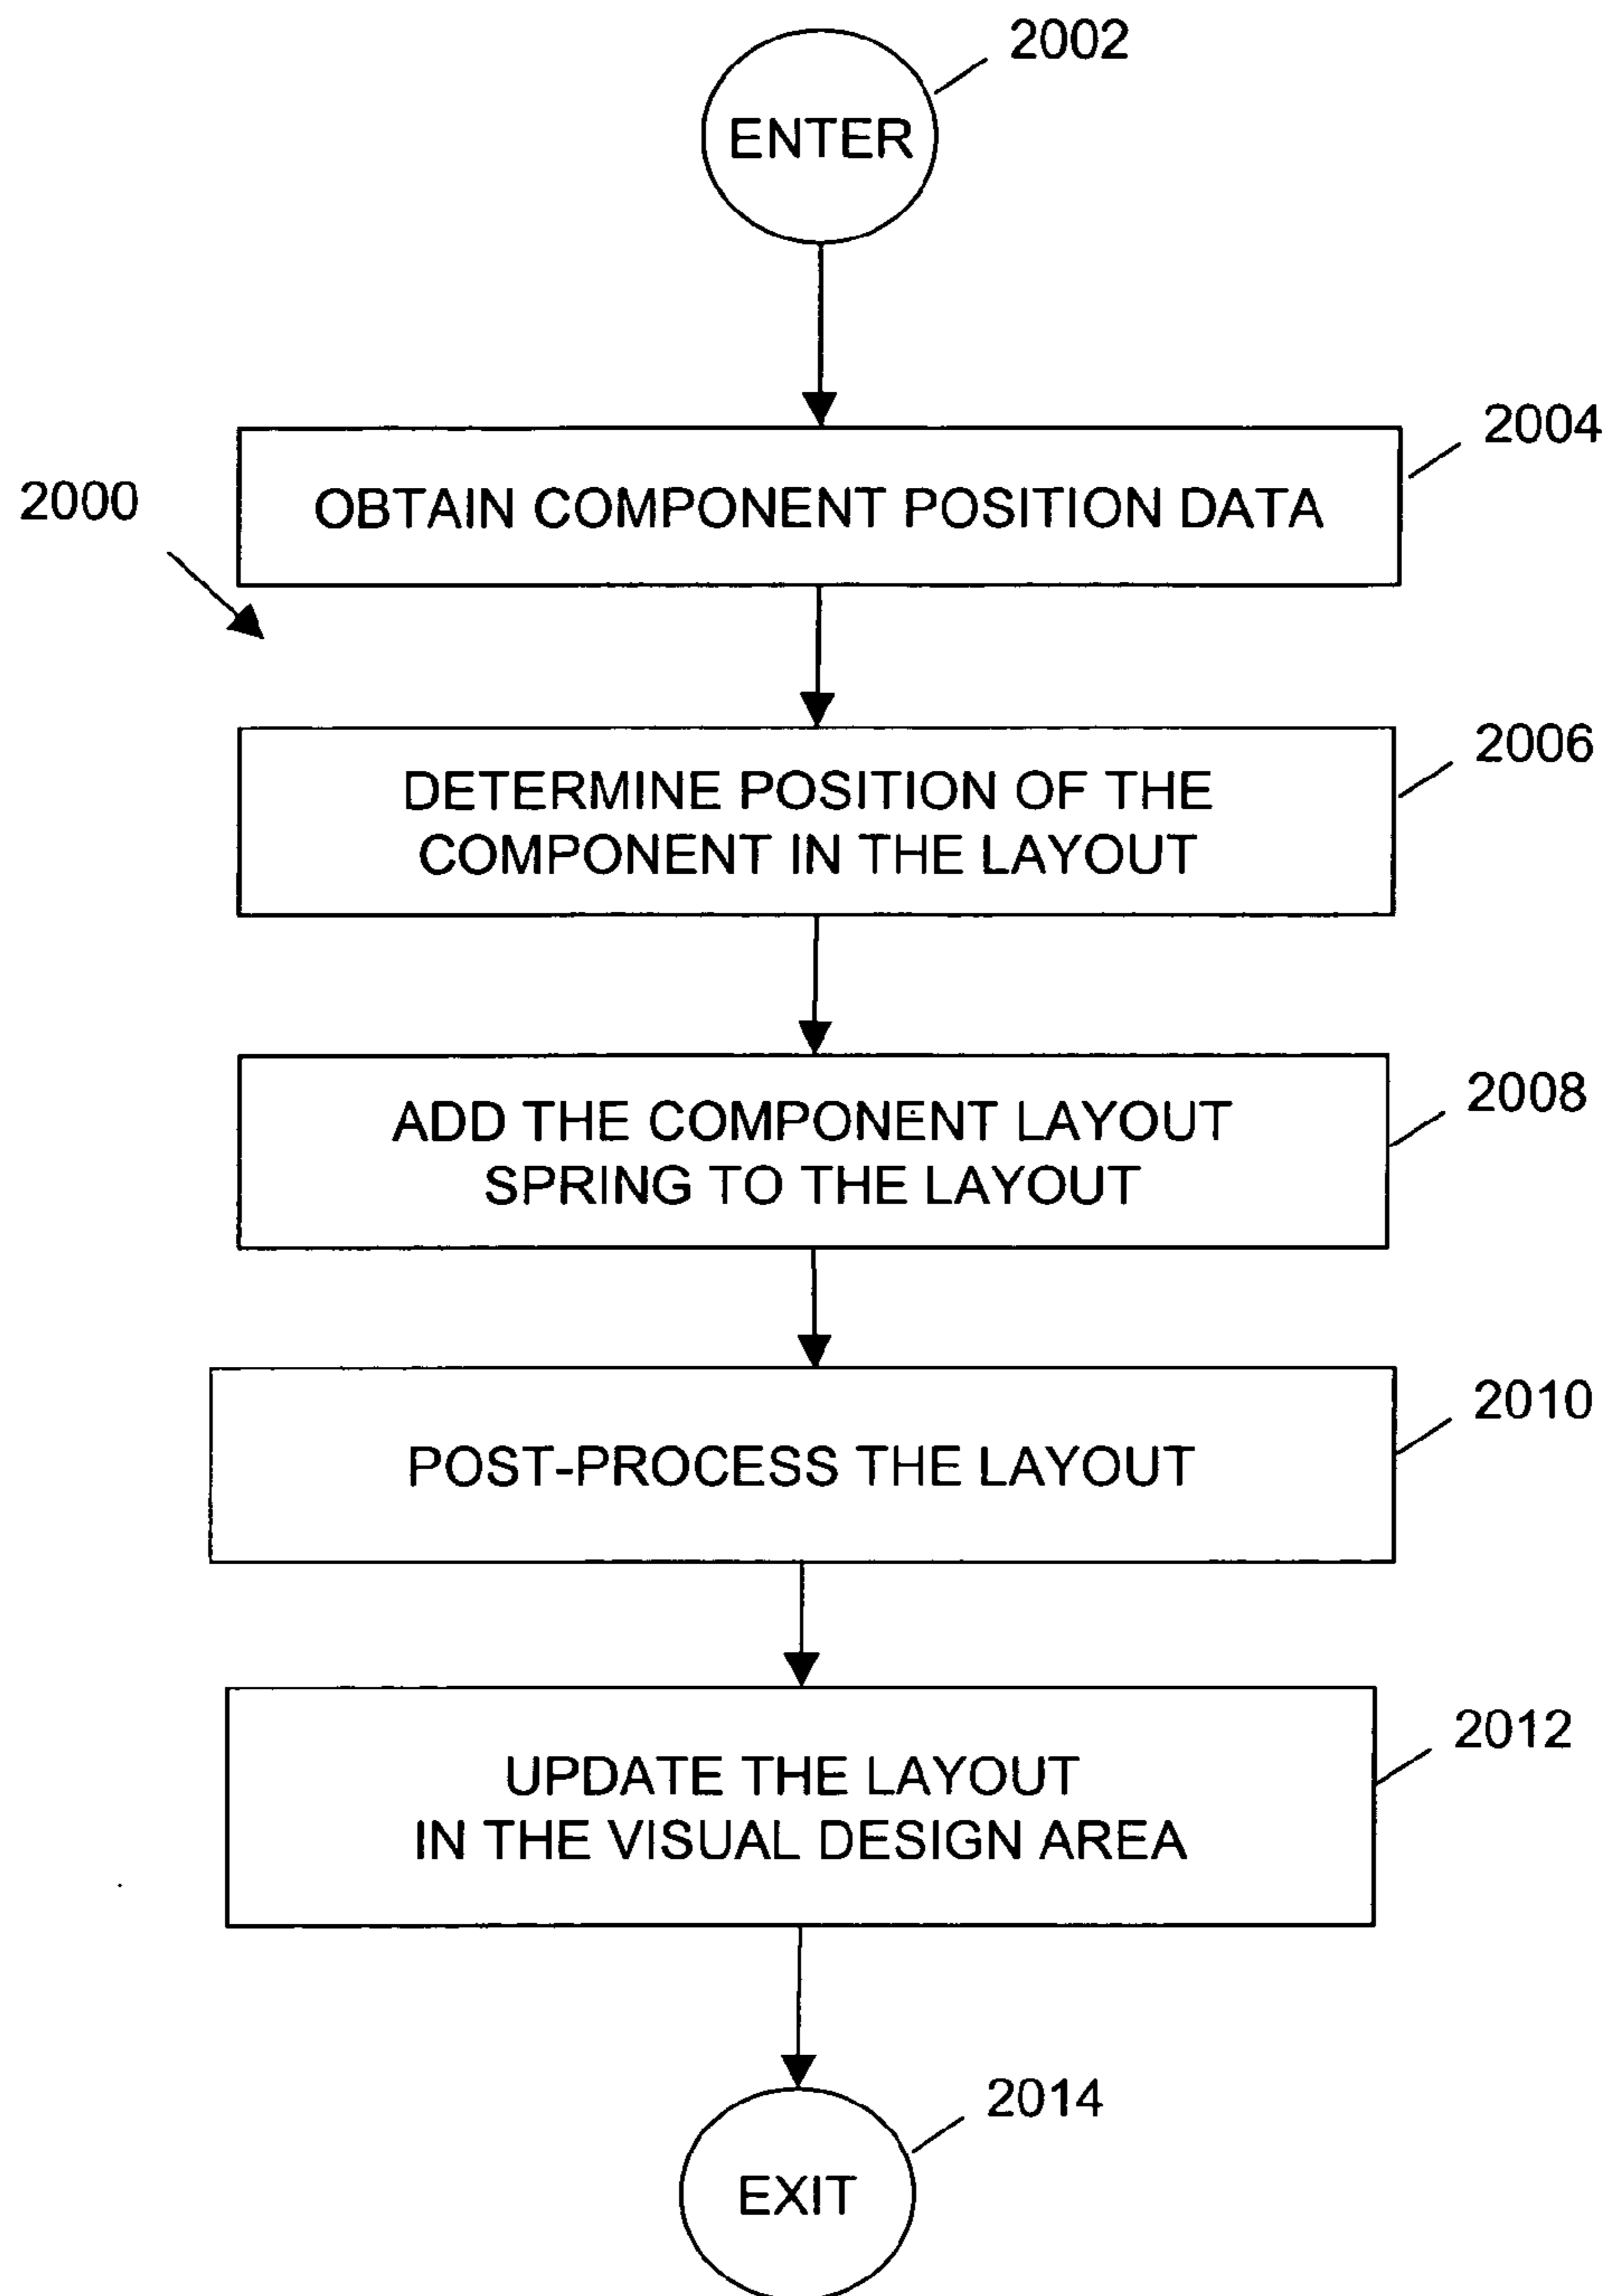 2002
ENTER
2004
2000
OBTAIN COMPONENT POSITION DATA
2006
DETERMINE POSITION OF THE
COMPONENT IN THE LAYOUT
2008
ADD THE COMPONENT LAYOUT
SPRING TO THE LAYOUT
2010
POST-PROCESS THE LAYOUT
2012
UPDATE THE LAYOUT
IN THE VISUAL DESIGN AREA
2014
EXIT